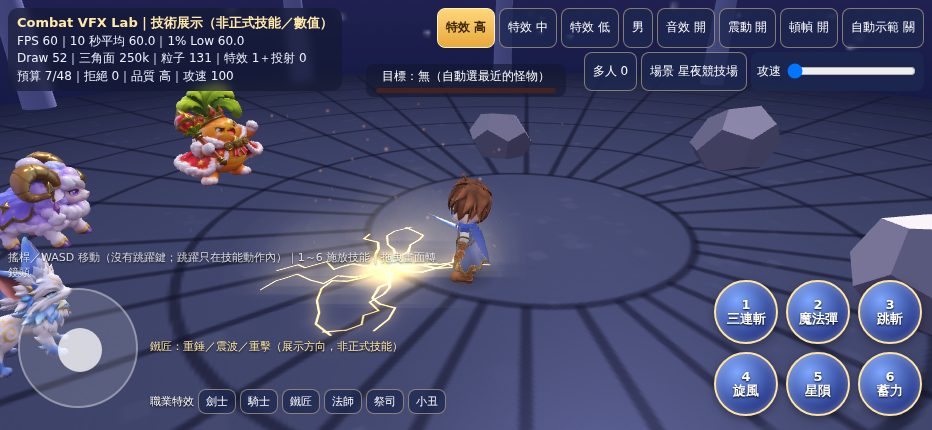 Combat VFX Lab｜技術展示（非正式技能／數值）
FPS 60｜10 秒平均 60.0｜1% Low 60.0
Draw 52｜三角面 250k｜粒子 131｜特效 1＋投射 0
預算 7/48｜拒絕 0｜品質 高｜攻速 100
特效 高
特效 中
特效 低
男
音效 開
震動 開
頓幀 開
自動示範 關
目標：無（自動選最近的怪物）
多人 0
場景 星夜競技場
攻速
搖桿／WASD 移動（沒有跳躍鍵；跳躍只在技能動作內）｜1~6 施放技能
1
三連斬
2
魔法彈
3
跳斬
4
旋風
5
星隕
6
蓄力
鐵匠：重錘／震波／重擊（展示方向，非正式技能）
職業特效
劍士
騎士
鐵匠
法師
祭司
小丑